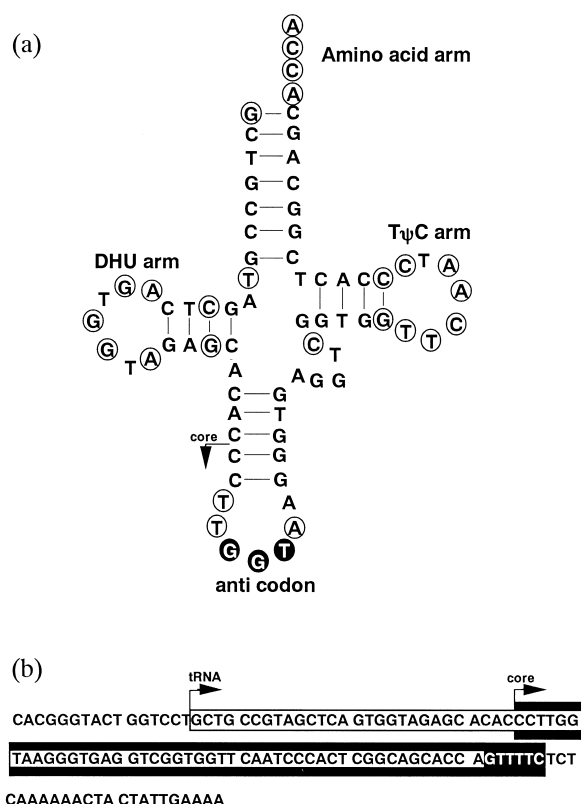 (a)
A
C
Amino acid arm
C
A
G C
C G
T A
G C
C G
C G
TψC arm
G C
DHU arm
T T C A C C C T A
T G A A A
C T C G
G G G T G G T T C
G T A G A G C C T
A A G G
C G
A T
C G
core
C G
C G
T A
T A
G G T
anti codon
(b)
tRNA core
CACGGGTACT GGTCCTGCTG CCGTAGCTCA GTGGTAGAGC ACACCCTTGG
TAAGGGTGAG GTCGGTGGTT CAATCCCACT CGGCAGCACC AGTTTTCTCT
CAAAAAACTA CTATTGAAAA